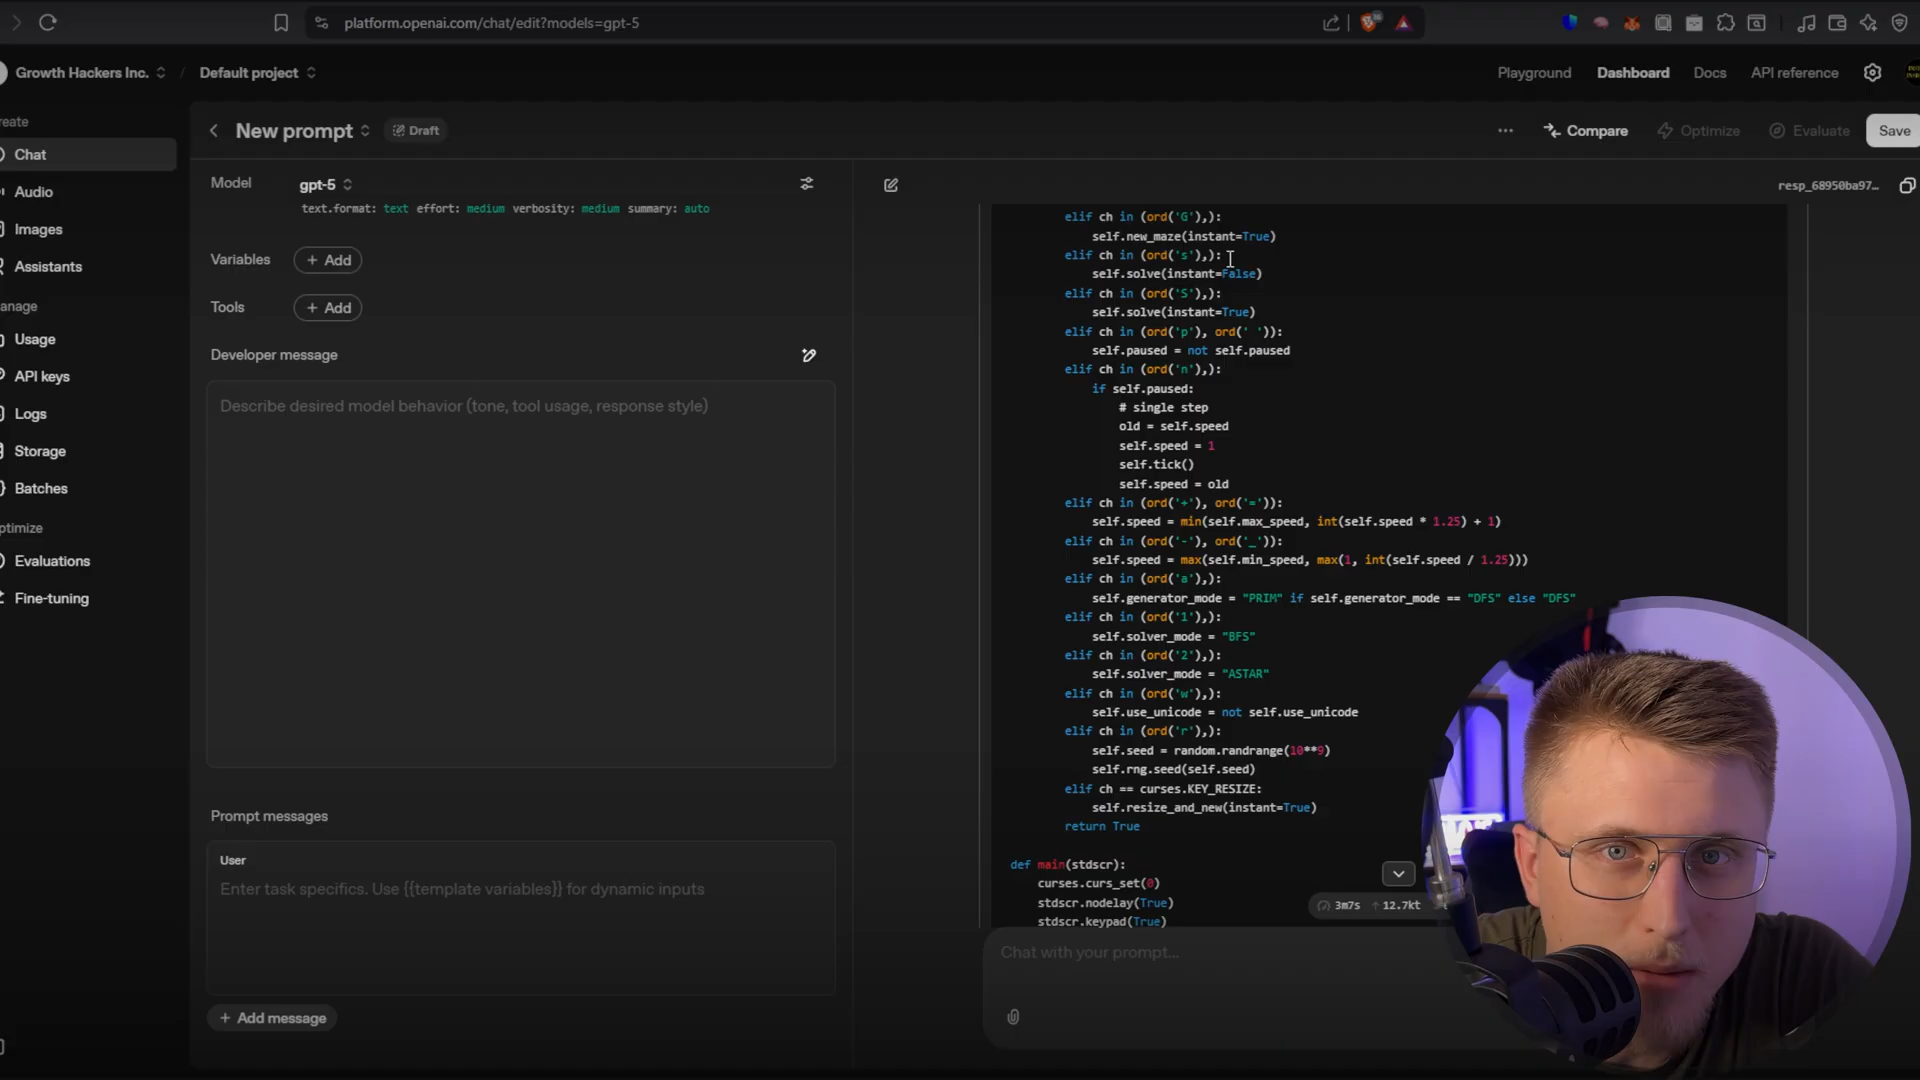 platform.openai.com/chat/edit?models=gpt-5
Growth Hackers Inc. / Default project
Playground Dashboard Docs API reference
reate
Chat
Audio
Images
Assistants
anage
Usage
API keys
Logs
Storage
Batches
ptimize
Evaluations
Fine-tuning
New prompt Draft
... Compare Optimize Evaluate Save
Model gpt-5
text.format: text effort: medium verbosity: medium summary: auto
Variables + Add
Tools + Add
Developer message
Describe desired model behavior (tone, tool usage, response style)
Prompt messages
User
Enter task specifics. Use {{template variables}} for dynamic inputs
+ Add message
resp_68950ba97...
elif ch in (ord('G'),):
self.new_maze(instant=True)
elif ch in (ord('s'),):
self.solve(instant=False)
elif ch in (ord('S'),):
self.solve(instant=True)
elif ch in (ord('p'), ord(' ')):
self.paused = not self.paused
elif ch in (ord('n'),):
if self.paused:
# single step
old = self.speed
self.speed = 1
self.tick()
self.speed = old
elif ch in (ord('+'), ord('=')):
self.speed = min(self.max_speed, int(self.speed * 1.25) + 1)
elif ch in (ord('-'), ord('_')):
self.speed = max(self.min_speed, max(1, int(self.speed / 1.25)))
elif ch in (ord('a'),):
self.generator_mode = "PRIM" if self.generator_mode == "DFS" else "DFS"
elif ch in (ord('1'),):
self.solver_mode = "BFS"
elif ch in (ord('2'),):
self.solver_mode = "ASTAR"
elif ch in (ord('w'),):
self.use_unicode = not self.use_unicode
elif ch in (ord('r'),):
self.seed = random.randrange(10**9)
self.rng.seed(self.seed)
elif ch == curses.KEY_RESIZE:
self.resize_and_new(instant=True)
return True
def main(stdscr):
curses.curs_set(0)
stdscr.nodelay(True)
stdscr.keypad(True)
3m7s ↑ 12.7kt
Chat with your prompt...